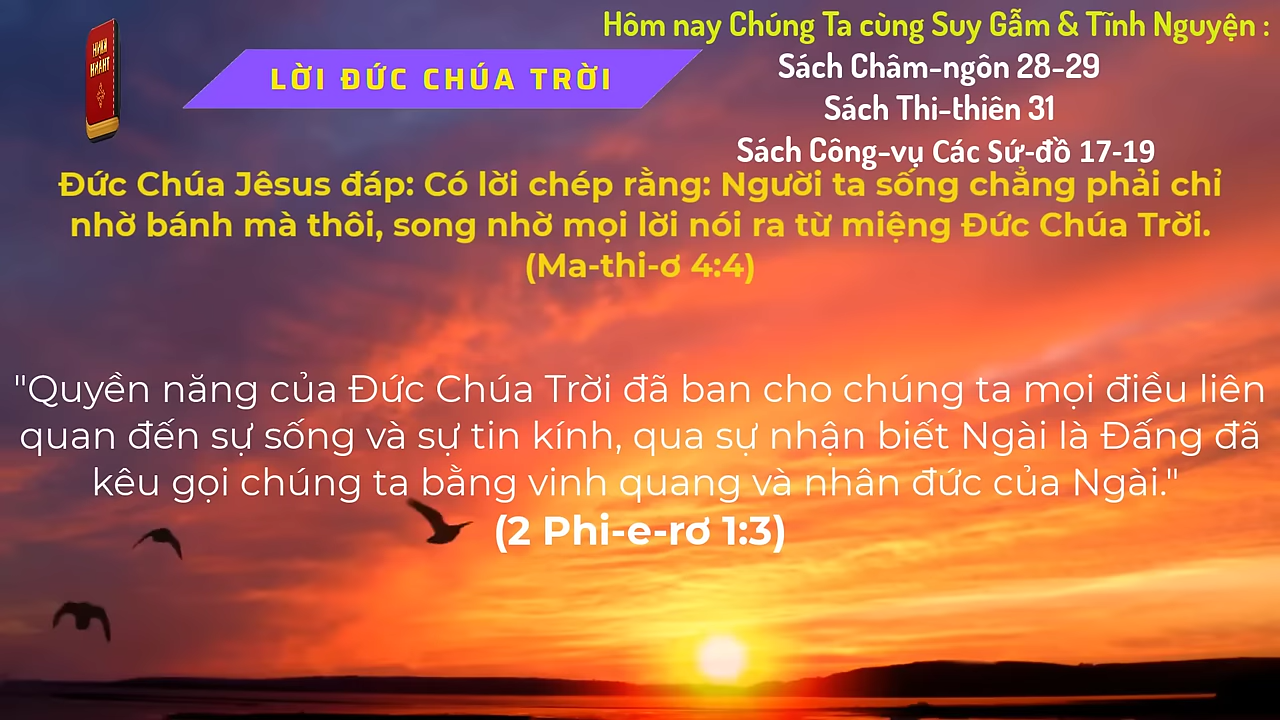 Hôm nay Chúng Ta cùng Suy Gẫm & Tĩnh Nguyện :
Sách Châm-ngôn 28-29
Sách Thi-thiên 31
Sách Công-vụ Các Sứ-đồ 17-19
LỜI ĐỨC CHÚA TRỜI
Đức Chúa Jêsus đáp: Có lời chép rằng: Người ta sống chẳng phải chỉ
nhờ bánh mà thôi, song nhờ mọi lời nói ra từ miệng Đức Chúa Trời.
(Ma-thi-ơ 4:4)
"Quyền năng của Đức Chúa Trời đã ban cho chúng ta mọi điều liên
quan đến sự sống và sự tin kính, qua sự nhận biết Ngài là Đấng đã
kêu gọi chúng ta bằng vinh quang và nhân đức của Ngài."
(2 Phi-e-rơ 1:3)